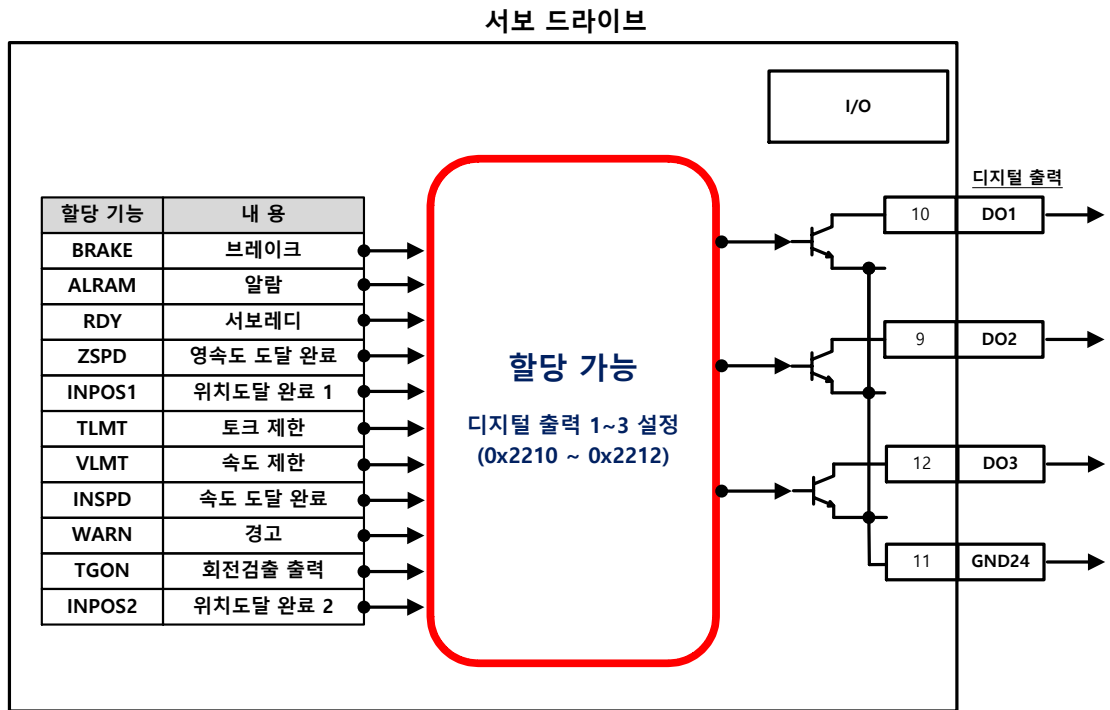 서보 드라이브
I/O
디지털 출력
할당 기능 내 용
BRAKE 브레이크
ALRAM 알람
RDY 서보레디
ZSPD 영속도 도달 완료
INPOS1 위치도달 완료 1
TLMT 토크 제한
VLMT 속도 제한
INSPD 속도 도달 완료
WARN 경고
TGON 회전검출 출력
INPOS2 위치도달 완료 2
할당 가능
디지털 출력 1~3 설정
(0x2210 ~ 0x2212)
10 DO1
9 DO2
12 DO3
11 GND24